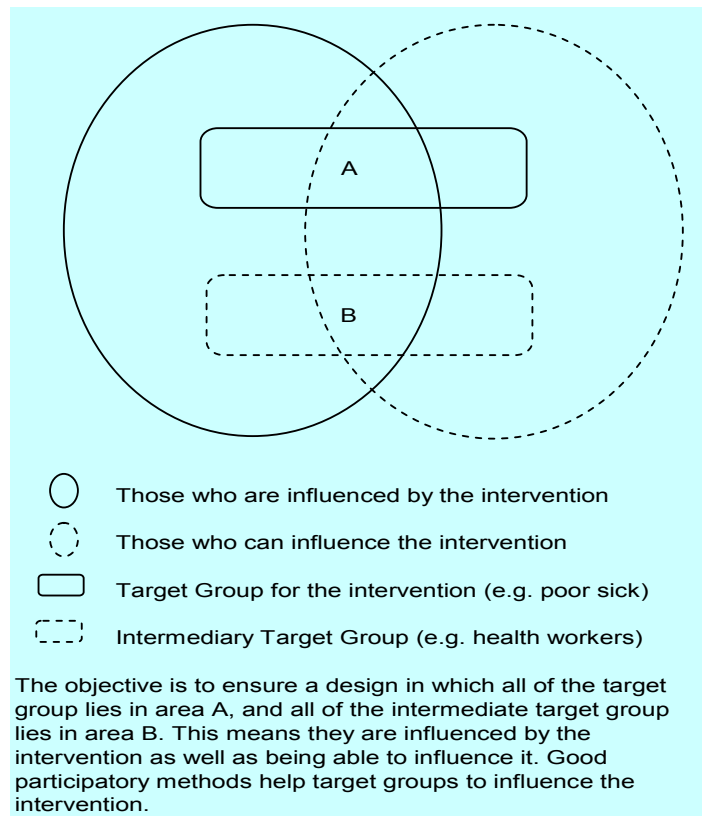 A
B
Those who are influenced by the intervention
Those who can influence the intervention
Target Group for the intervention (e.g. poor sick)
Intermediary Target Group (e.g. health workers)
The objective is to ensure a design in which all of the target
group lies in area A, and all of the intermediate target group
lies in area B. This means they are influenced by the
intervention as well as being able to influence it. Good
participatory methods help target groups to influence the
intervention.